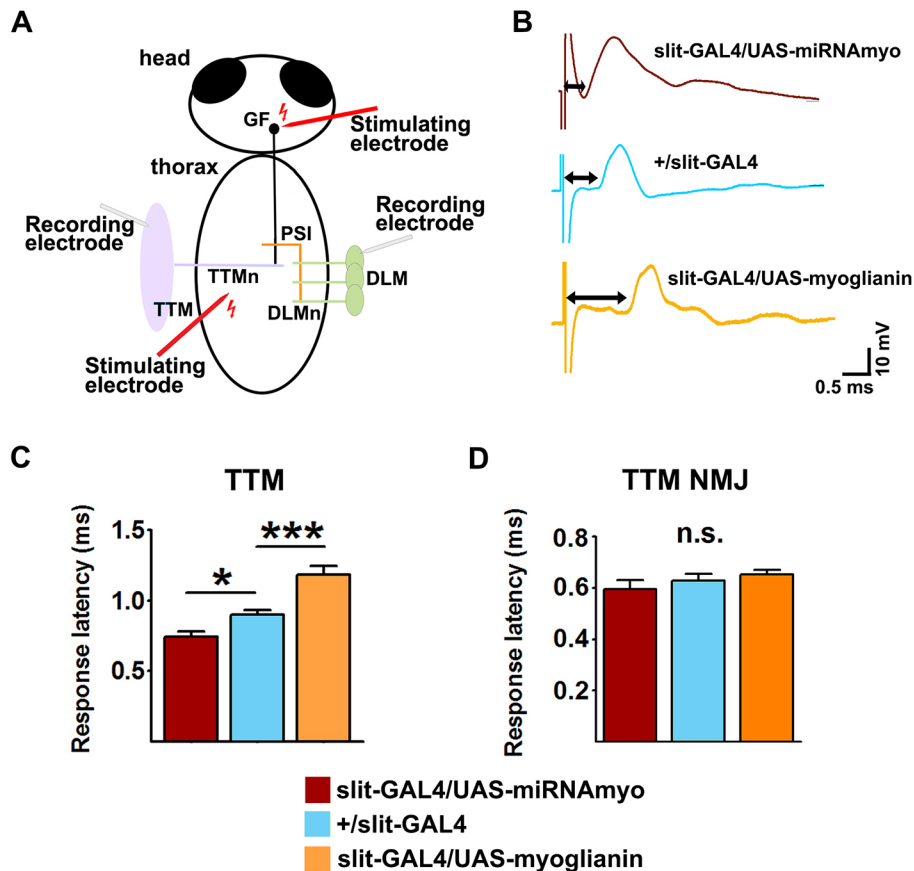 A
head
GF
Stimulating
electrode
thorax
Recording
electrode
Recording
electrode
PSI
TTMn
DLM
TTM
DLMn
Stimulating
electrode
B
slit-GAL4/UAS-miRNAmyo
+/slit-GAL4
slit-GAL4/UAS-myoglianin
10 mV
0.5 ms
C
TTM
Response latency (ms)
1.5
1.0
0.5
*
***
D
TTM NMJ
Response latency (ms)
0.8
0.6
0.4
0.2
n.s.
slit-GAL4/UAS-miRNAmyo
+/slit-GAL4
slit-GAL4/UAS-myoglianin